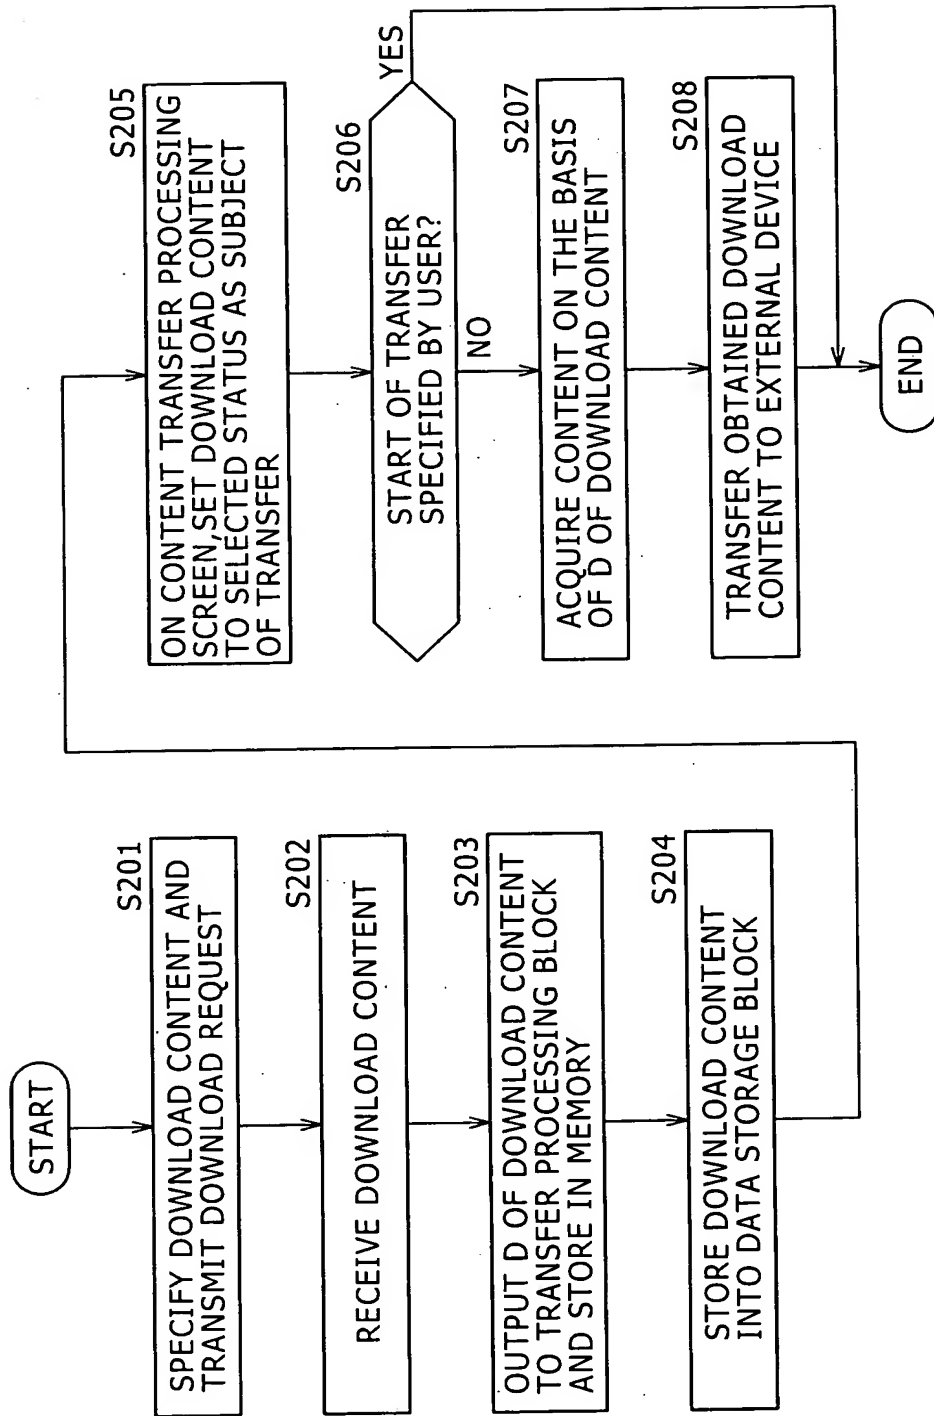 START
S201
SPECIFY DOWNLOAD CONTENT AND
TRANSMIT DOWNLOAD REQUEST
S202
RECEIVE DOWNLOAD CONTENT
S203
OUTPUT D OF DOWNLOAD CONTENT
TO TRANSFER PROCESSING BLOCK
AND STORE IN MEMORY
S204
STORE DOWNLOAD CONTENT
INTO DATA STORAGE BLOCK
S205
ON CONTENT TRANSFER PROCESSING
SCREEN,SET DOWNLOAD CONTENT
TO SELECTED STATUS AS SUBJECT
OF TRANSFER
S206
START OF TRANSFER
SPECIFIED BY USER?
YES
NO
S207
ACQUIRE CONTENT ON THE BASIS
OF D OF DOWNLOAD CONTENT
S208
TRANSFER OBTAINED DOWNLOAD
CONTENT TO EXTERNAL DEVICE
END